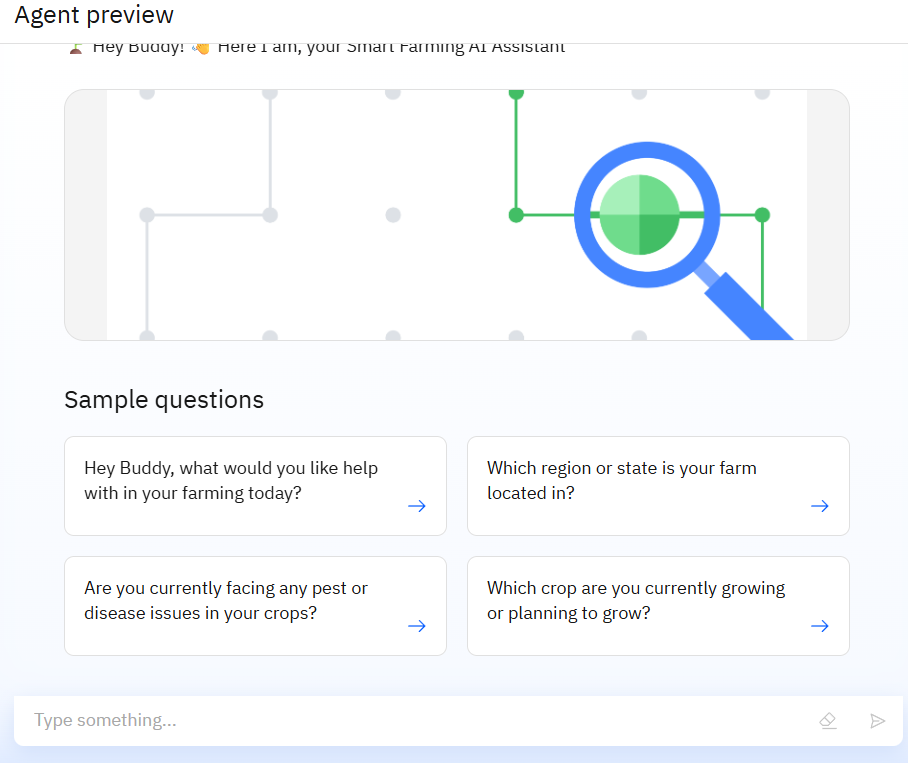 Agent preview
🌱 Hey Buddy! 👋 Here I am, your Smart Farming AI Assistant
Sample questions
Hey Buddy, what would you like help
with in your farming today?
Which region or state is your farm
located in?
Are you currently facing any pest or
disease issues in your crops?
Which crop are you currently growing
or planning to grow?
Type something...